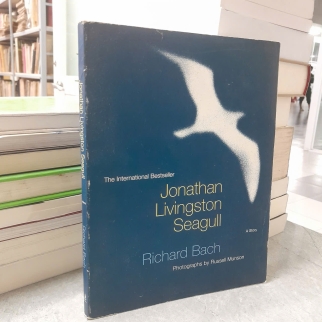 The International Bestseller
Jonathan
Livingston
Seagull
A Story
Richard Bach
Photographs by Russell Munson
Jonathan Livingston Seagull